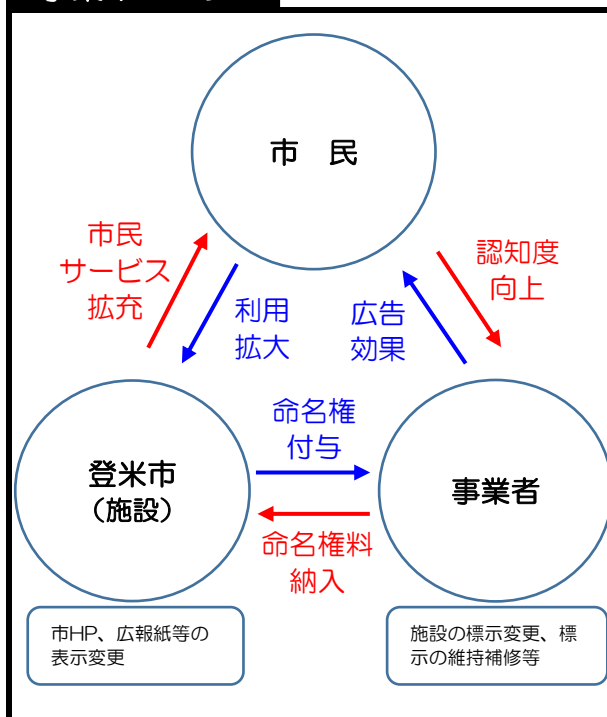 市　民
市民
サービス
拡充
利用
拡大
広告
効果
認知度
向上
命名権
付与
登米市
（施設）
事業者
命名権料
納入
市HP、広報紙等の
表示変更
施設の標示変更、標
示の維持補修等